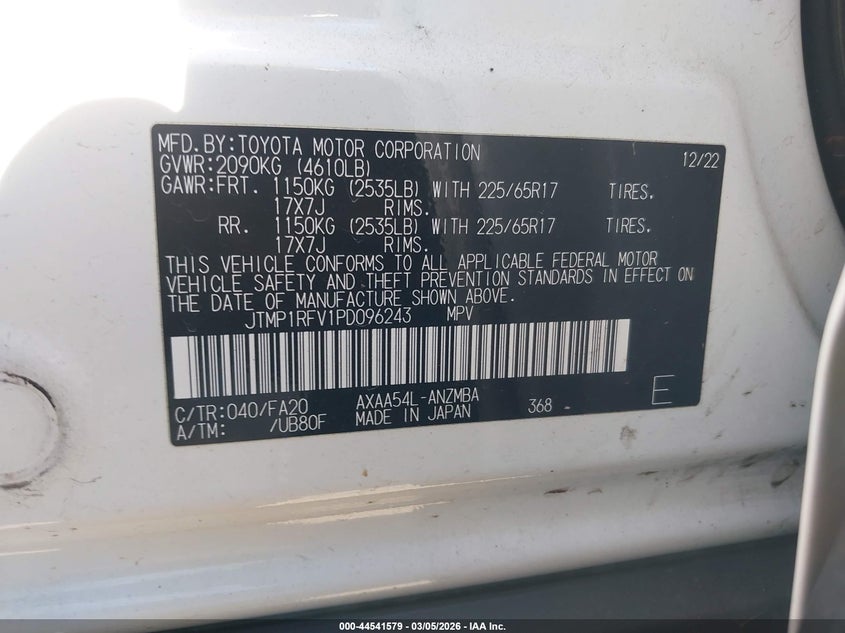 MFD.BY:TOYOTA MOTOR CORPORATION 12/22
GVWR:2090KG (4610LB)
GAWR:FRT. 1150KG (2535LB) WITH 225/65R17 TIRES.
17X7J RIMS.
RR. 1150KG (2535LB) WITH 225/65R17 TIRES.
17X7J RIMS.
THIS VEHICLE CONFORMS TO ALL APPLICABLE FEDERAL MOTOR
VEHICLE SAFETY AND THEFT PREVENTION STANDARDS IN EFFECT ON
THE DATE OF MANUFACTURE SHOWN ABOVE.
JTMP1RFV1PD096243 MPV
C/TR:040/FA20 AXAA54L-ANZMBA 368 E
A/TM: /UB80F MADE IN JAPAN
000-44541579 — 03/05/2026 — IAA Inc.